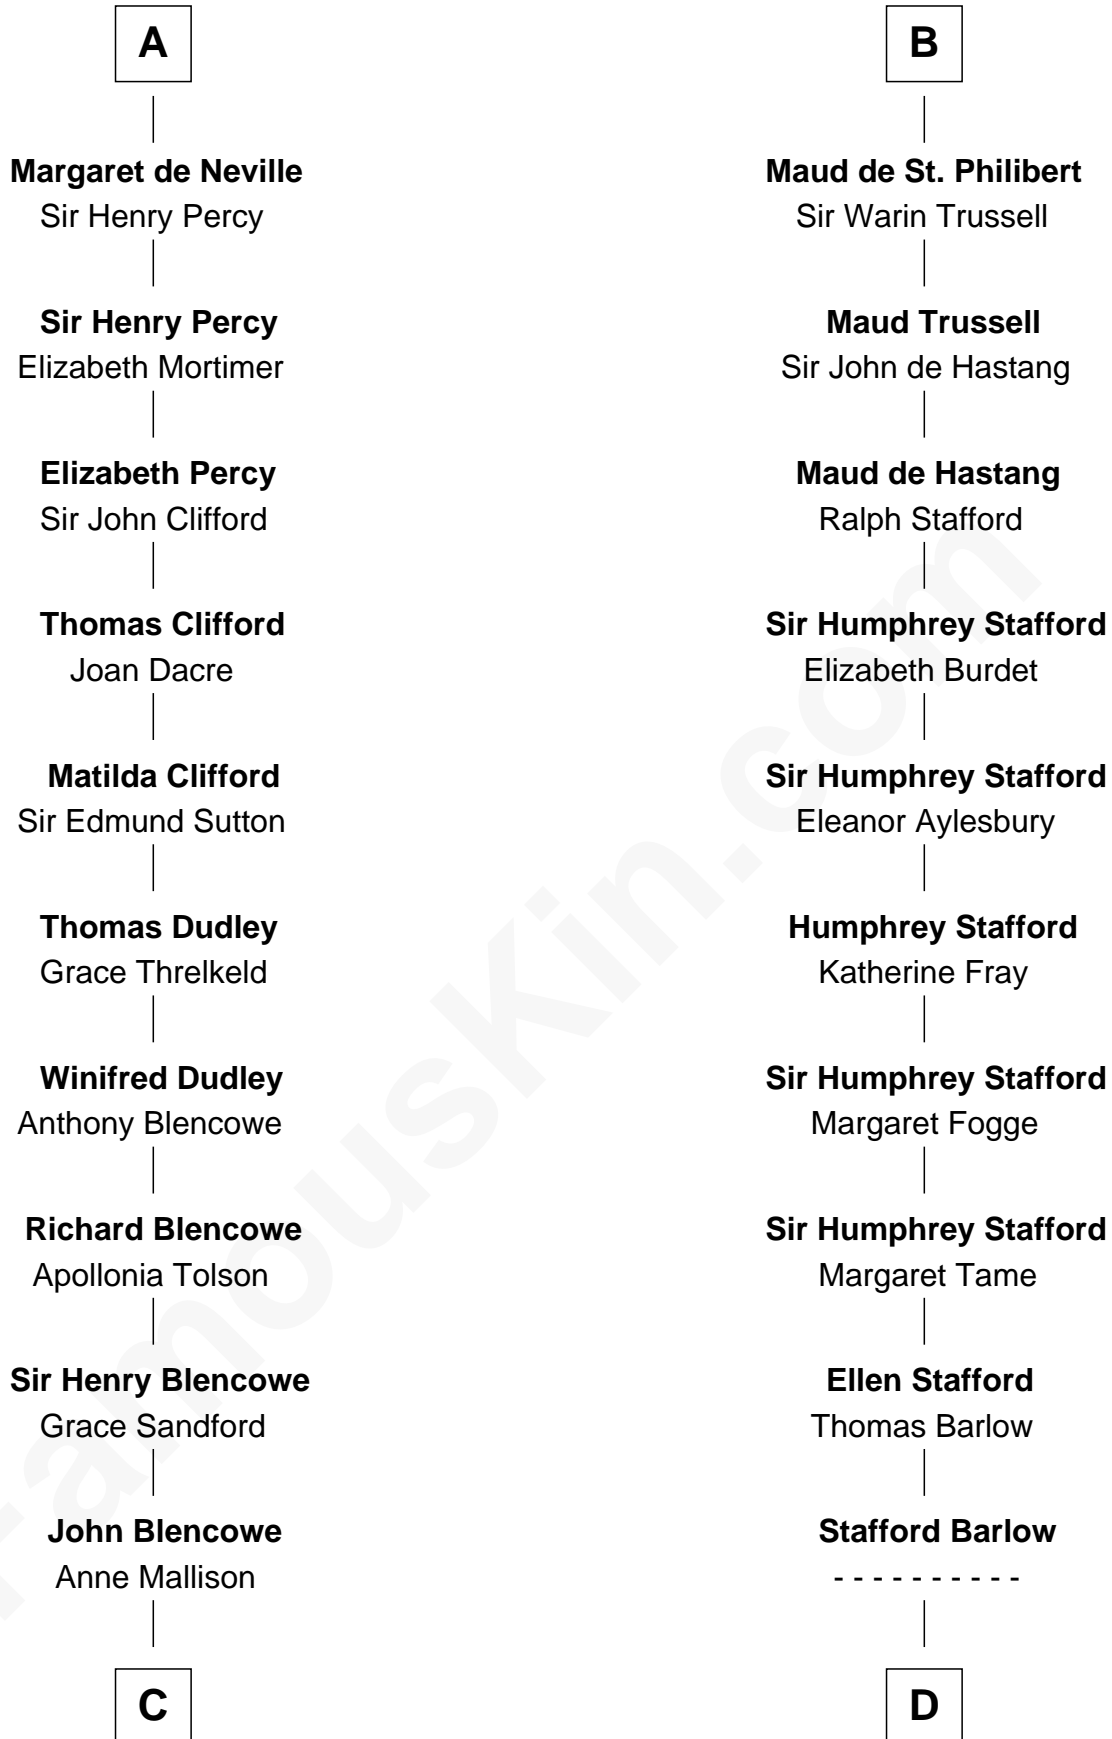 A
Margaret de Neville
Sir Henry Percy
Sir Henry Percy
Elizabeth Mortimer
Elizabeth Percy
Sir John Clifford
Thomas Clifford
Joan Dacre
Matilda Clifford
Sir Edmund Sutton
Thomas Dudley
Grace Threlkeld
Winifred Dudley
Anthony Blencowe
Richard Blencowe
Apollonia Tolson
Sir Henry Blencowe
Grace Sandford
John Blencowe
Anne Mallison
C
B
Maud de St. Philibert
Sir Warin Trussell
Maud Trussell
Sir John de Hastang
Maud de Hastang
Ralph Stafford
Sir Humphrey Stafford
Elizabeth Burdet
Sir Humphrey Stafford
Eleanor Aylesbury
Humphrey Stafford
Katherine Fray
Sir Humphrey Stafford
Margaret Fogge
Sir Humphrey Stafford
Margaret Tame
Ellen Stafford
Thomas Barlow
Stafford Barlow
- - - - - - - - - -
D
FamousKin.com